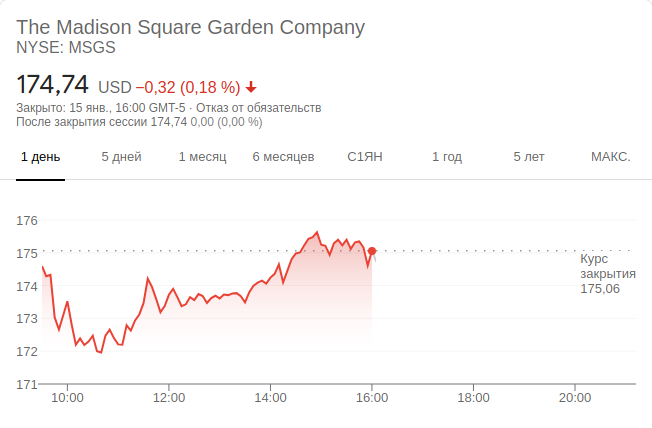 The Madison Square Garden Company
NYSE: MSGS
174,74 USD −0,32 (0,18 %)
Закрыто: 15 янв., 16:00 GMT-5 · Отказ от обязательств
После закрытия сессии 174,74 0,00 (0,00 %)
1 день 5 дней 1 месяц 6 месяцев С1ЯН 1 год 5 лет МАКС.
176
175
174
173
172
171
Курс
закрытия
175,06
10:00 12:00 14:00 16:00 18:00 20:00